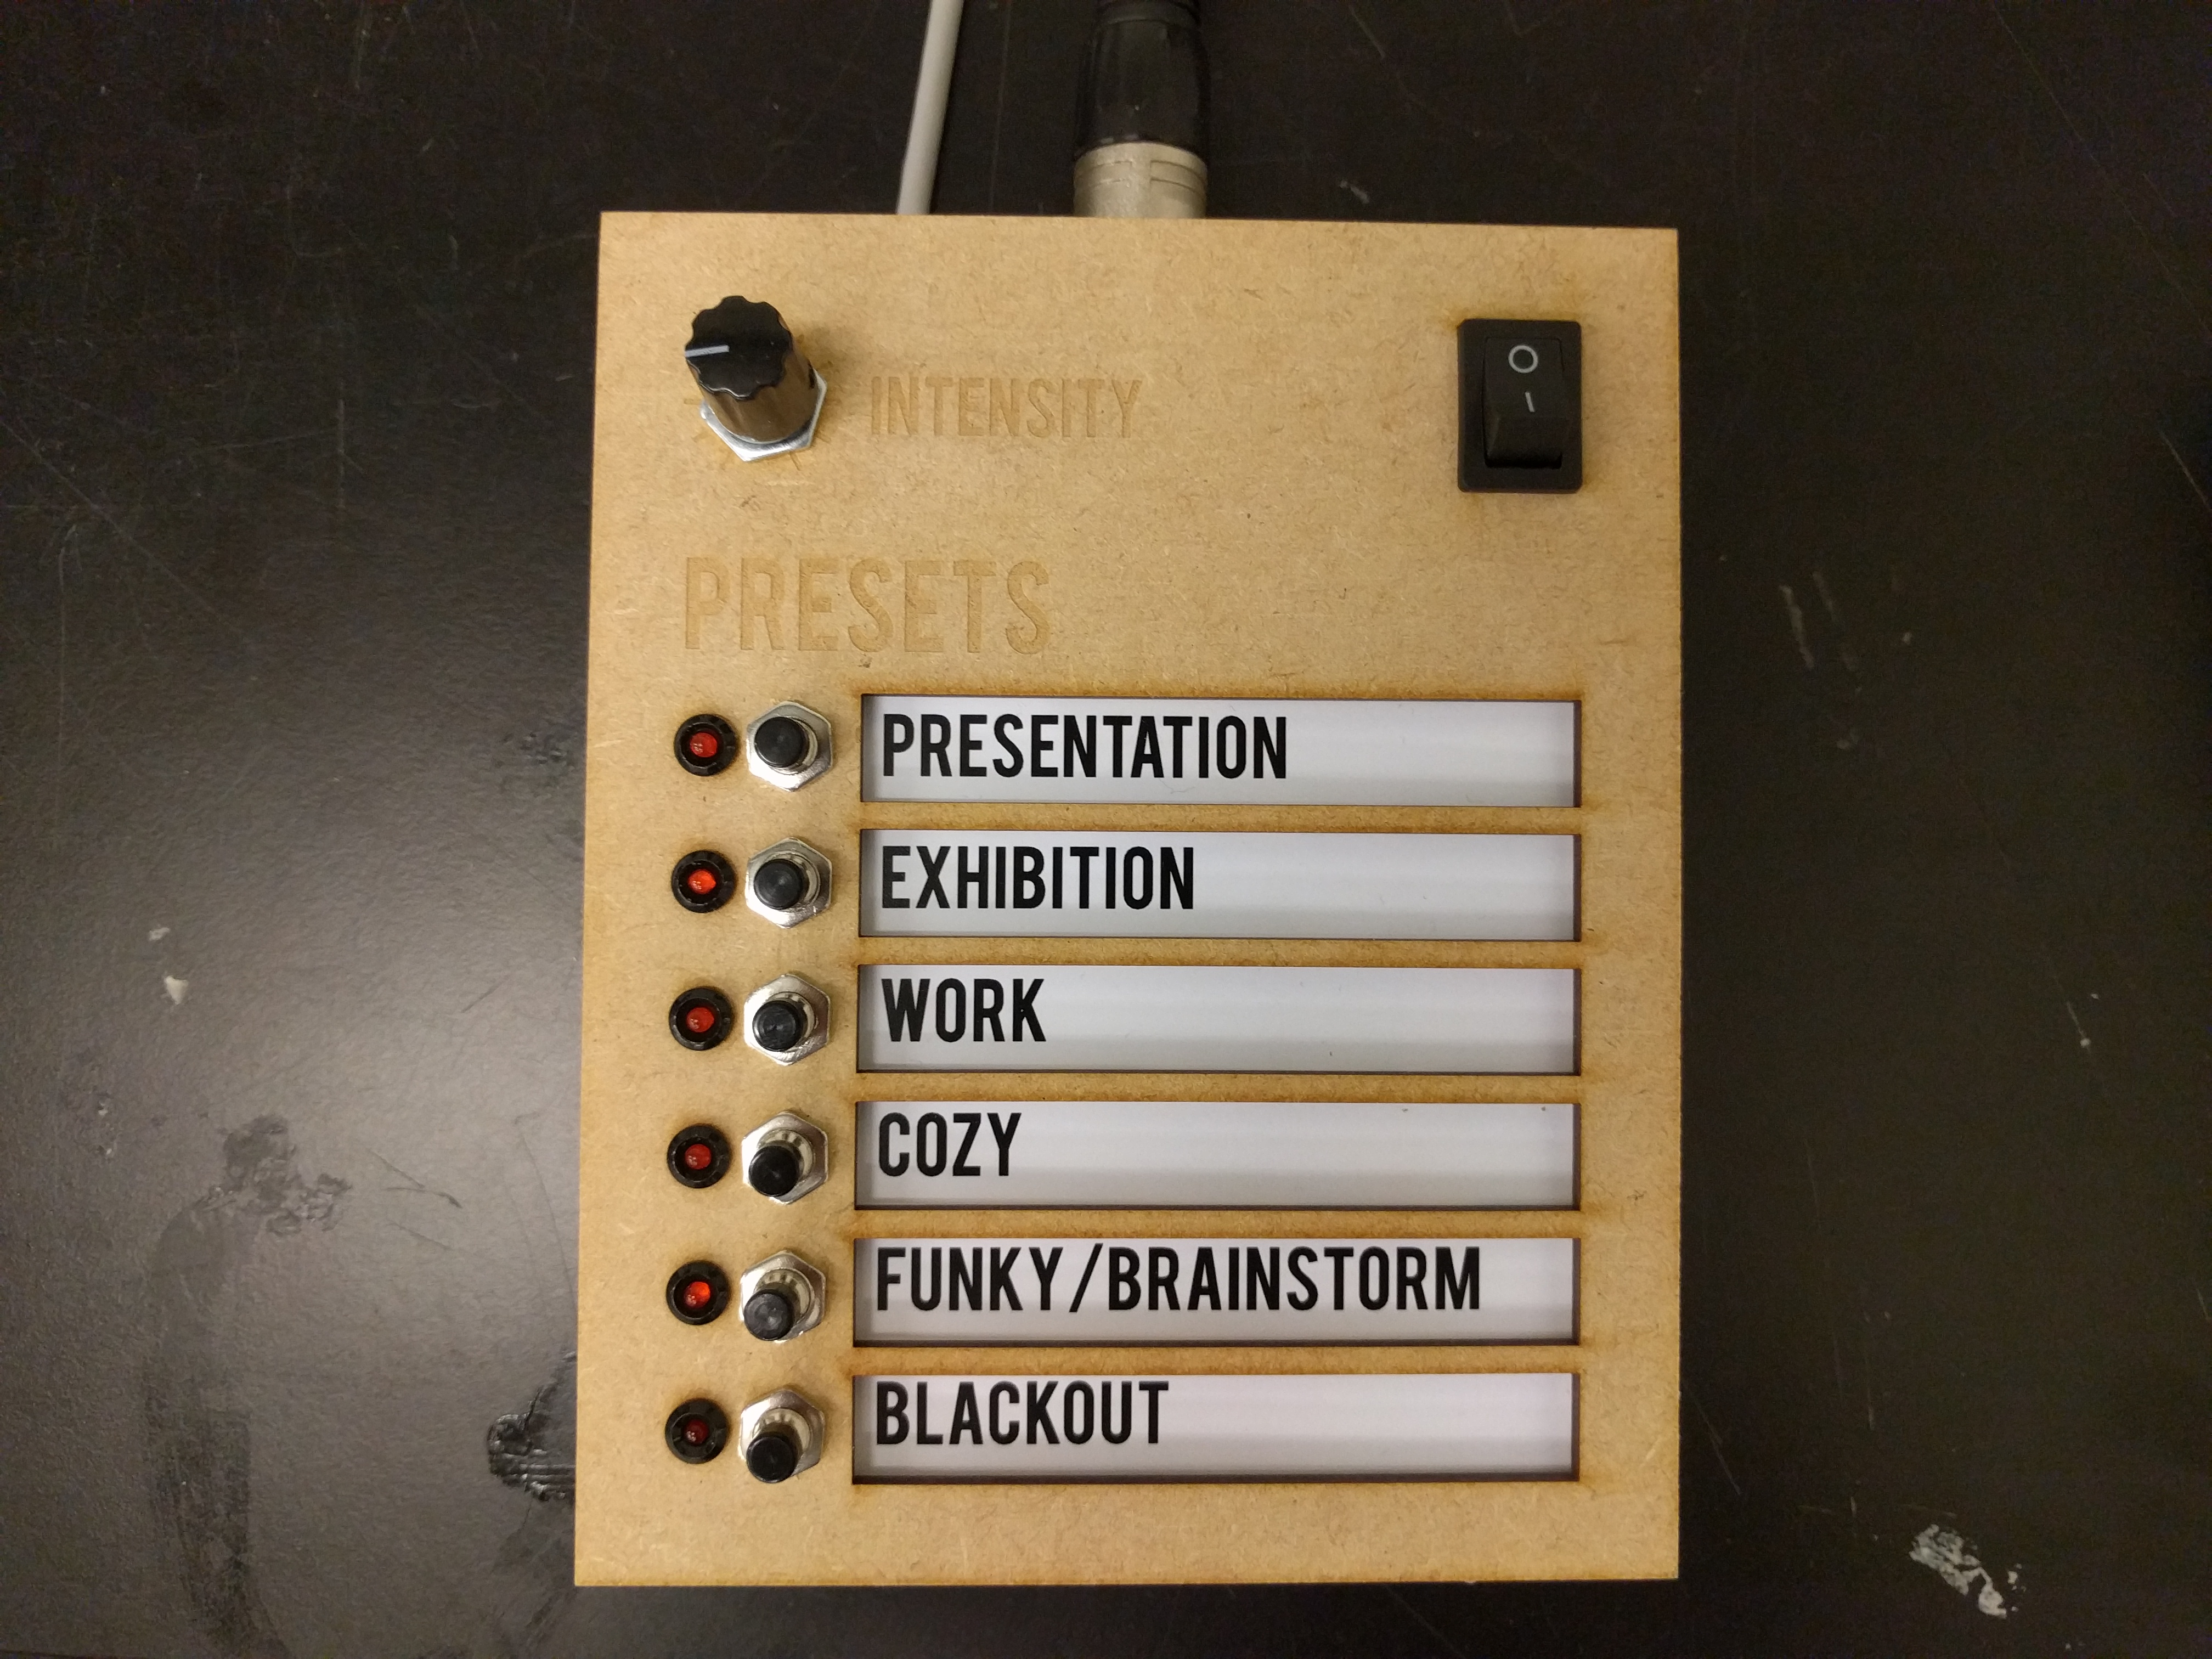 INTENSITY
PRESETS
PRESENTATION
EXHIBITION
WORK
COZY
FUNKY/BRAINSTORM
BLACKOUT